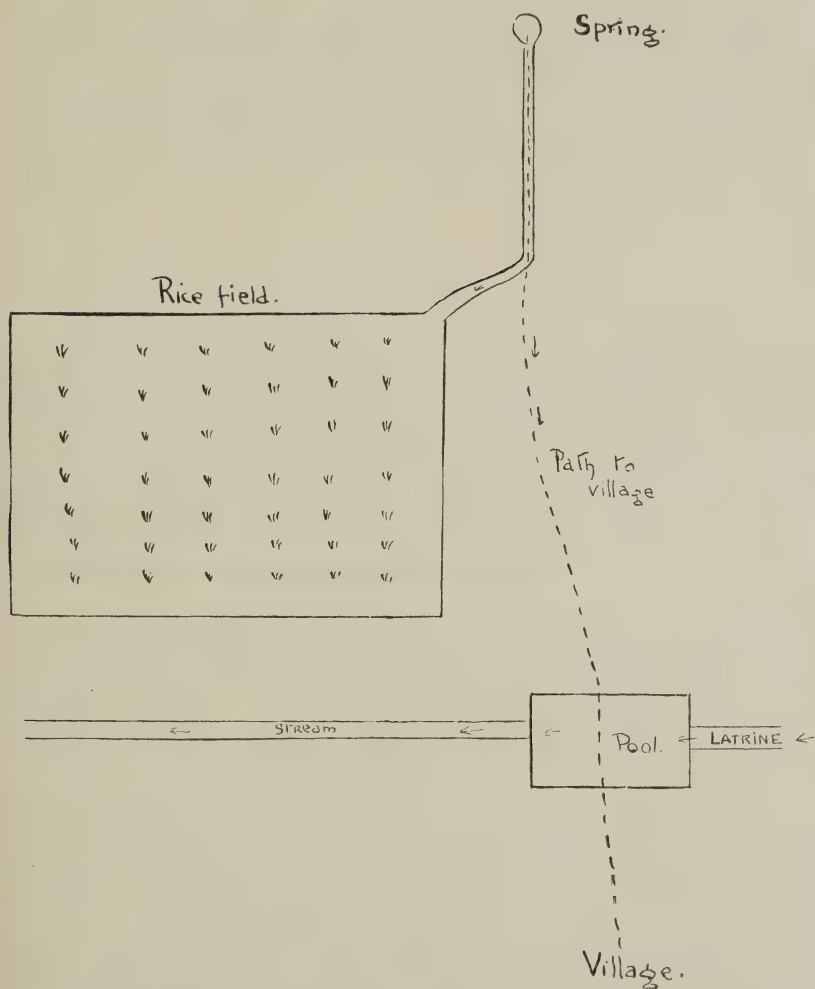 Spring.
Rice field.
Path to
village
Stream
Pool.
LATRINE
Village.